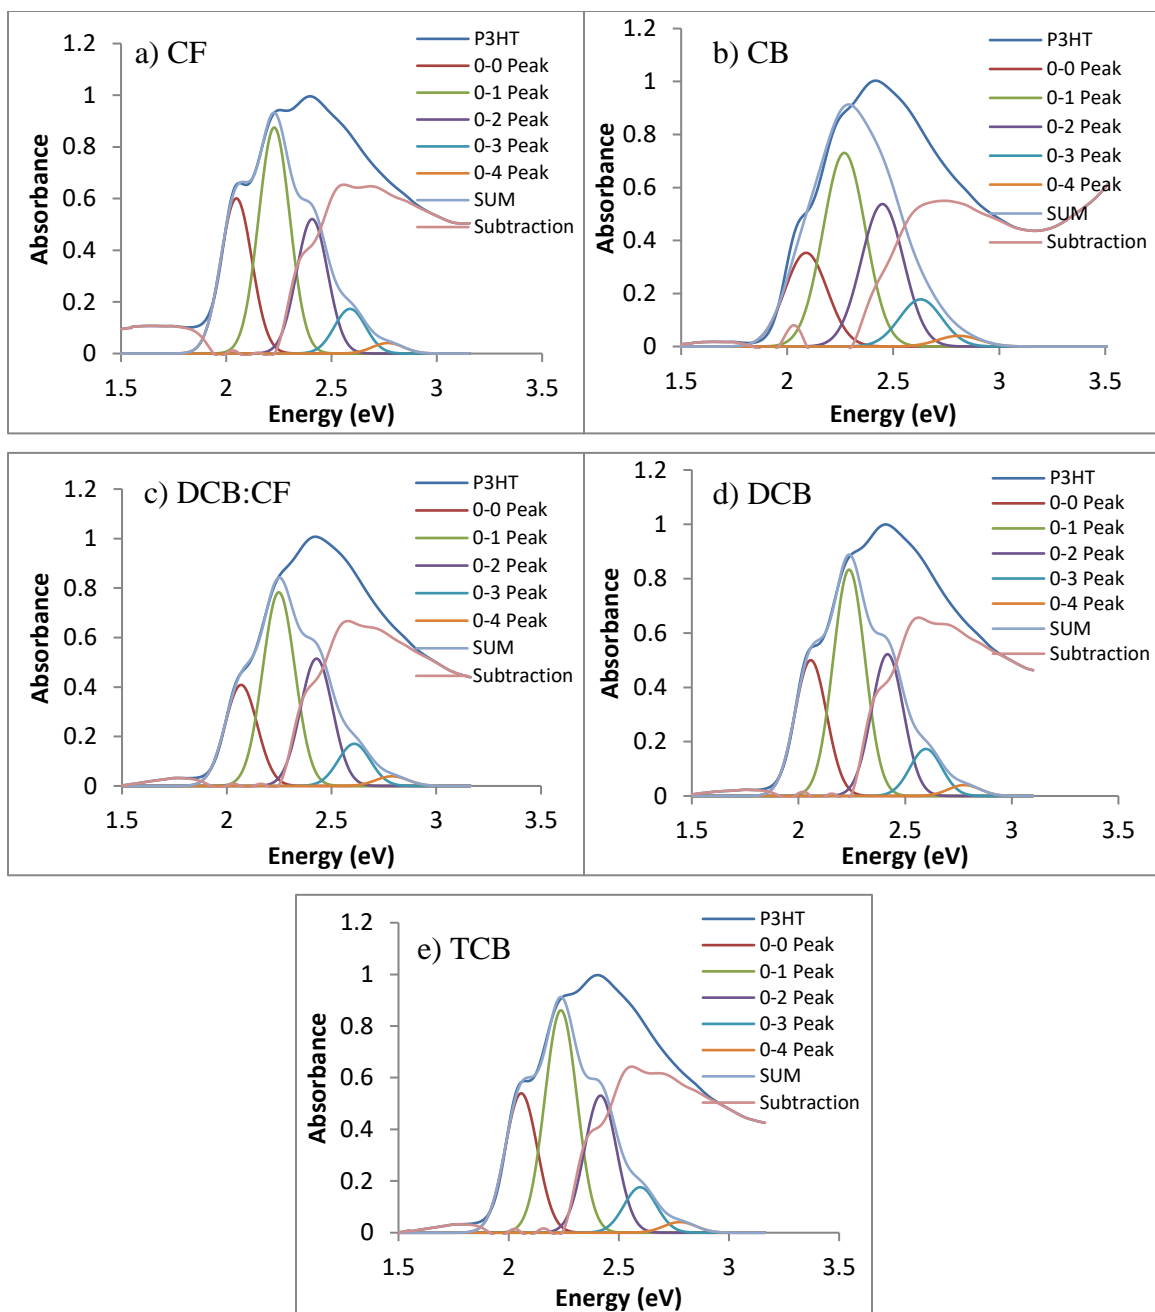 a) CF
P3HT
0-0 Peak
0-1 Peak
0-2 Peak
0-3 Peak
0-4 Peak
SUM
Subtraction
1.2
1
0.8
0.6
0.4
0.2
0
Absorbance
1.5 2 2.5 3 3.5
Energy (eV)
b) CB
P3HT
0-0 Peak
0-1 Peak
0-2 Peak
0-3 Peak
0-4 Peak
SUM
Subtraction
1.2
1
0.8
0.6
0.4
0.2
0
Absorbance
1.5 2 2.5 3 3.5
Energy (eV)
c) DCB:CF
P3HT
0-0 Peak
0-1 Peak
0-2 Peak
0-3 Peak
0-4 Peak
SUM
Subtraction
1.2
1
0.8
0.6
0.4
0.2
0
Absorbance
1.5 2 2.5 3 3.5
Energy (eV)
d) DCB
P3HT
0-0 Peak
0-1 Peak
0-2 Peak
0-3 Peak
0-4 Peak
SUM
Subtraction
1.2
1
0.8
0.6
0.4
0.2
0
Absorbance
1.5 2 2.5 3 3.5
Energy (eV)
e) TCB
P3HT
0-0 Peak
0-1 Peak
0-2 Peak
0-3 Peak
0-4 Peak
SUM
Subtraction
1.2
1
0.8
0.6
0.4
0.2
0
Absorbance
1.5 2 2.5 3 3.5
Energy (eV)